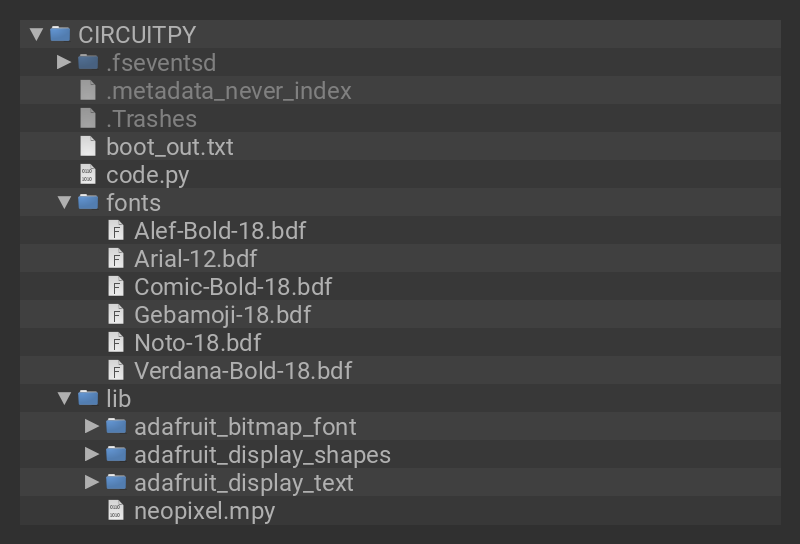 CIRCUITPY
.fseventsd
.metadata_never_index
.Trashes
boot_out.txt
code.py
fonts
Alef-Bold-18.bdf
Arial-12.bdf
Comic-Bold-18.bdf
Gebamoji-18.bdf
Noto-18.bdf
Verdana-Bold-18.bdf
lib
adafruit_bitmap_font
adafruit_display_shapes
adafruit_display_text
neopixel.mpy